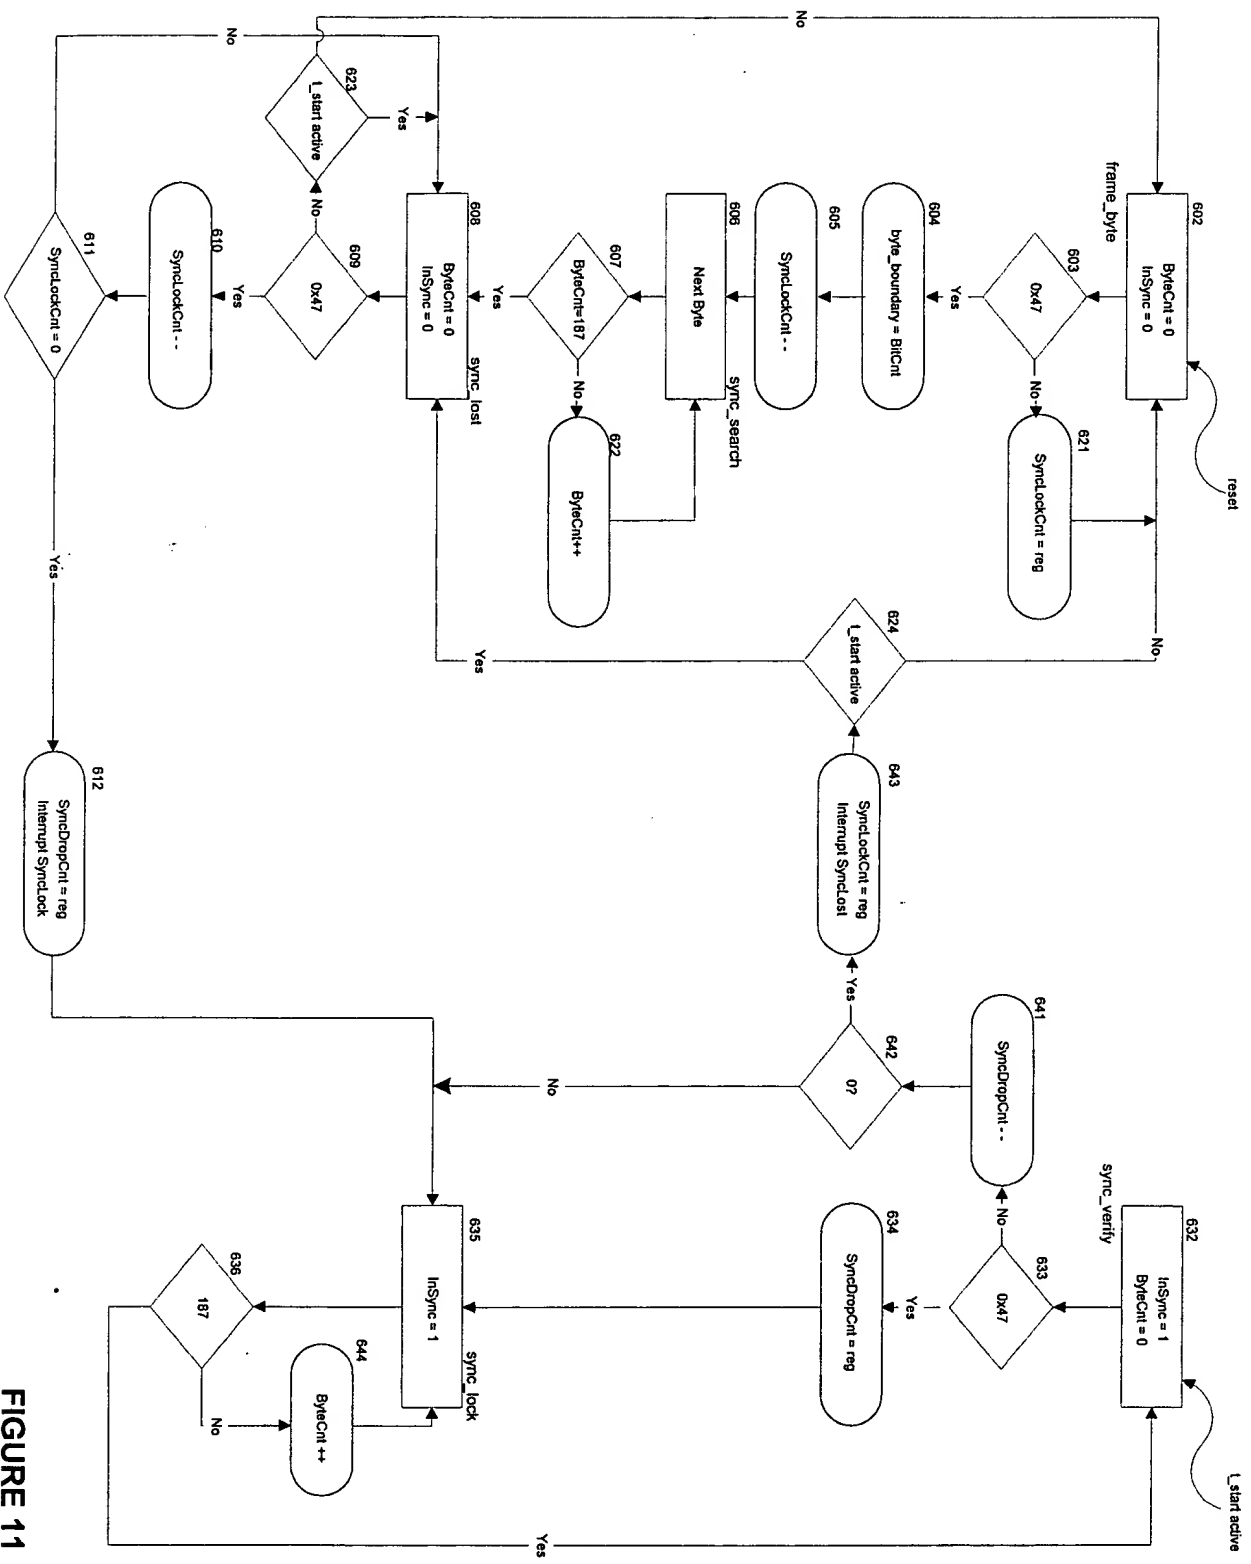 reset
602
ByteCnt = 0
InSync = 0
frame_byte
603
0x47
Yes
No
621
SyncLockCnt = reg
604
byte_boundary = BitCnt
605
SyncLockCnt - -
606
Next Byte
sync_search
607
ByteCnt=187
Yes
No
622
ByteCnt++
608
ByteCnt = 0
InSync = 0
sync_lost
609
0x47
No
Yes
623
t_start active
Yes
No
610
SyncLockCnt - -
611
SyncLockCnt = 0
No
Yes
612
SyncDropCnt = reg
Interrupt SyncLock
624
t_start active
No
Yes
643
SyncLockCnt = reg
Interrupt SyncLost
Yes
642
0?
No
641
SyncDropCnt - -
No
t_start active
632
InSync = 1
ByteCnt = 0
sync_verify
633
0x47
Yes
634
SyncDropCnt = reg
635
InSync = 1
sync_lock
636
187
No
644
ByteCnt ++
Yes
FIGURE 11